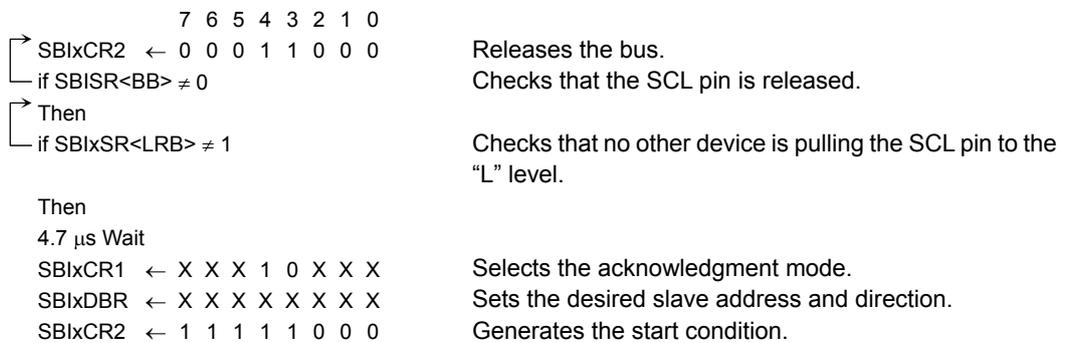 7 6 5 4 3 2 1 0
SBIxCR2 ← 0 0 0 1 1 0 0 0 Releases the bus.
if SBISR<BB> ≠ 0 Checks that the SCL pin is released.
Then
if SBIxSR<LRB> ≠ 1 Checks that no other device is pulling the SCL pin to the
“L” level.
Then
4.7 μs Wait
SBIxCR1 ← X X X 1 0 X X X Selects the acknowledgment mode.
SBIxDBR ← X X X X X X X X Sets the desired slave address and direction.
SBIxCR2 ← 1 1 1 1 1 0 0 0 Generates the start condition.